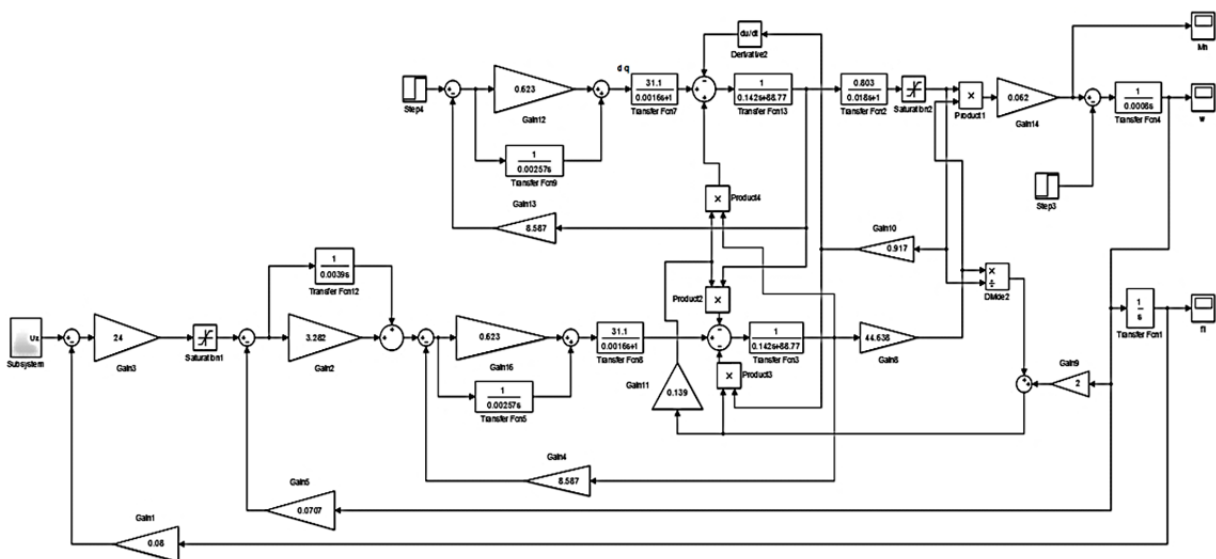 du/dt
Derivative2
Mn
d q
Step4
0.623
Gain12
31.1
0.0016s+1
Transfer Fcn7
1
0.142s+88.77
Transfer Fcn13
0.803
0.018s+1
Transfer Fcn2
Saturation2
×
Product1
0.062
Gain14
1
0.0006s
Transfer Fcn4
w
1
0.00257s
Transfer Fcn9
Step3
×
Product4
Gain13
8.587
Gain10
0.917
1
0.0039s
Transfer Fcn12
×
Product2
×
÷
Divide2
1
s
Transfer Fcn1
fi
Us
Subsystem
24
Gain3
Saturation1
3.282
Gain2
0.623
Gain16
31.1
0.0016s+1
Transfer Fcn8
1
0.142s+88.77
Transfer Fcn3
44.638
Gain8
Gain9
2
×
Product3
Gain11
0.139
1
0.00257s
Transfer Fcn5
Gain4
8.587
Gain5
0.0707
Gain1
0.08